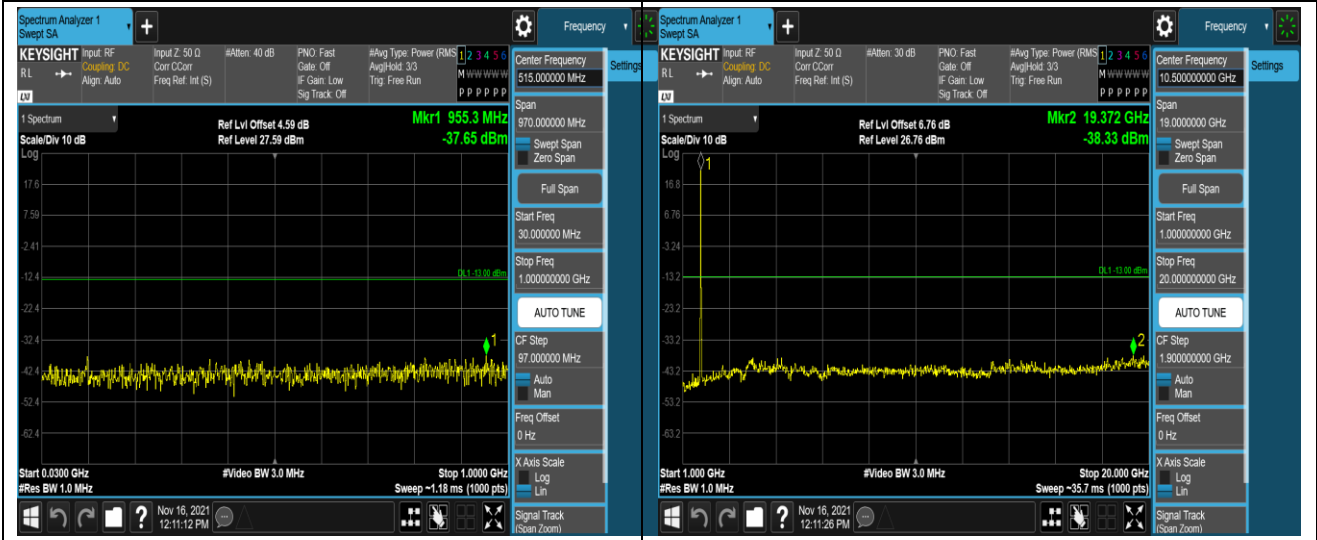 Spectrum Analyzer 1
Swept SA
+
Frequency
KEYSIGHT
RL
LXI
Input: RF
Coupling: DC
Align: Auto
Input Z: 50 Ω
Corr CCorr
Freq Ref: Int (S)
#Atten: 40 dB
PNO: Fast
Gate: Off
IF Gain: Low
Sig Track: Off
#Avg Type: Power (RMS
Avg|Hold: 3/3
Trig: Free Run
1 2 3 4 5 6
M W W W W W
P P P P P P
1 Spectrum
Scale/Div 10 dB
Log
Ref Lvl Offset 4.59 dB
Ref Level 27.59 dBm
Mkr1 955.3 MHz
-37.65 dBm
17.6
7.59
-2.41
-12.4
-22.4
-32.4
-42.4
-52.4
-62.4
DL1 -13.00 dBm
1
Start 0.0300 GHz
#Res BW 1.0 MHz
#Video BW 3.0 MHz
Stop 1.0000 GHz
Sweep ~1.18 ms (1000 pts)
Center Frequency
515.000000 MHz
Settings
Span
970.000000 MHz
Swept Span
Zero Span
Full Span
Start Freq
30.000000 MHz
Stop Freq
1.000000000 GHz
AUTO TUNE
CF Step
97.000000 MHz
Auto
Man
Freq Offset
0 Hz
X Axis Scale
Log
Lin
Signal Track
(Span Zoom)
?
Nov 16, 2021
12:11:12 PM
Spectrum Analyzer 1
Swept SA
+
Frequency
KEYSIGHT
RL
LXI
Input: RF
Coupling: DC
Align: Auto
Input Z: 50 Ω
Corr CCorr
Freq Ref: Int (S)
#Atten: 30 dB
PNO: Fast
Gate: Off
IF Gain: Low
Sig Track: Off
#Avg Type: Power (RMS
Avg|Hold: 3/3
Trig: Free Run
1 2 3 4 5 6
M W W W W W
P P P P P P
1 Spectrum
Scale/Div 10 dB
Log
Ref Lvl Offset 6.76 dB
Ref Level 26.76 dBm
Mkr2 19.372 GHz
-38.33 dBm
1
16.8
6.76
-3.24
-13.2
-23.2
-33.2
-43.2
-53.2
-63.2
DL1 -13.00 dBm
2
Start 1.000 GHz
#Res BW 1.0 MHz
#Video BW 3.0 MHz
Stop 20.000 GHz
Sweep ~35.7 ms (1000 pts)
Center Frequency
10.500000000 GHz
Settings
Span
19.0000000 GHz
Swept Span
Zero Span
Full Span
Start Freq
1.000000000 GHz
Stop Freq
20.000000000 GHz
AUTO TUNE
CF Step
1.900000000 GHz
Auto
Man
Freq Offset
0 Hz
X Axis Scale
Log
Lin
Signal Track
(Span Zoom)
?
Nov 16, 2021
12:11:26 PM